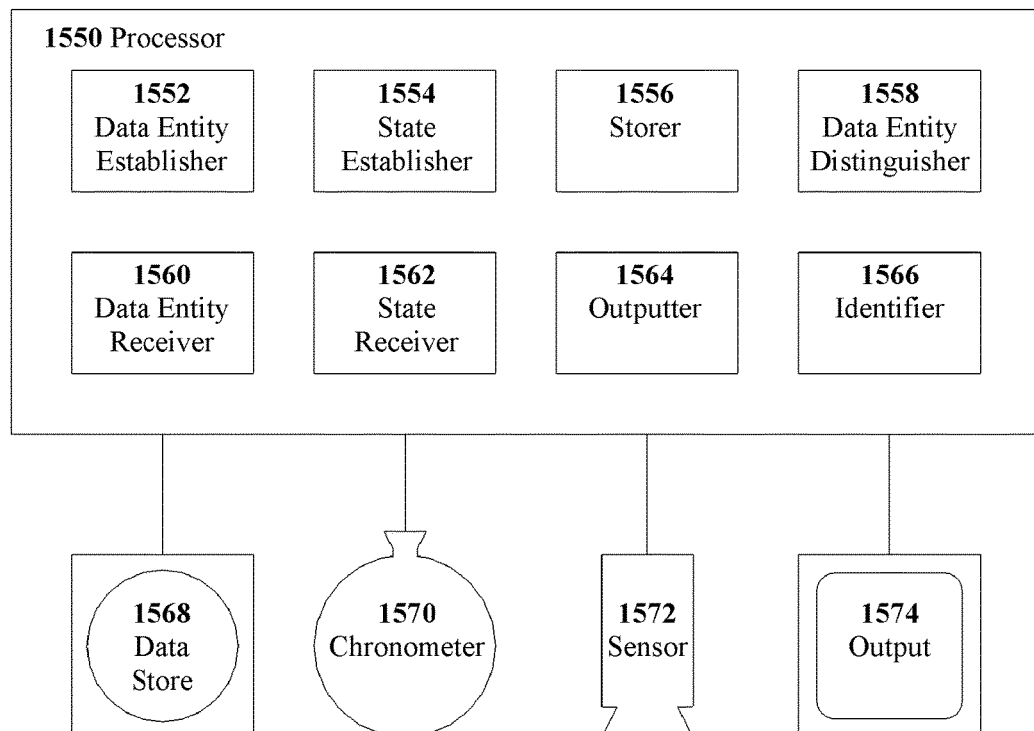 1550 Processor
1552
Data Entity
Establisher
1554
State
Establisher
1556
Storer
1558
Data Entity
Distinguisher
1560
Data Entity
Receiver
1562
State
Receiver
1564
Outputter
1566
Identifier
1568
Data
Store
1570
Chronometer
1572
Sensor
1574
Output